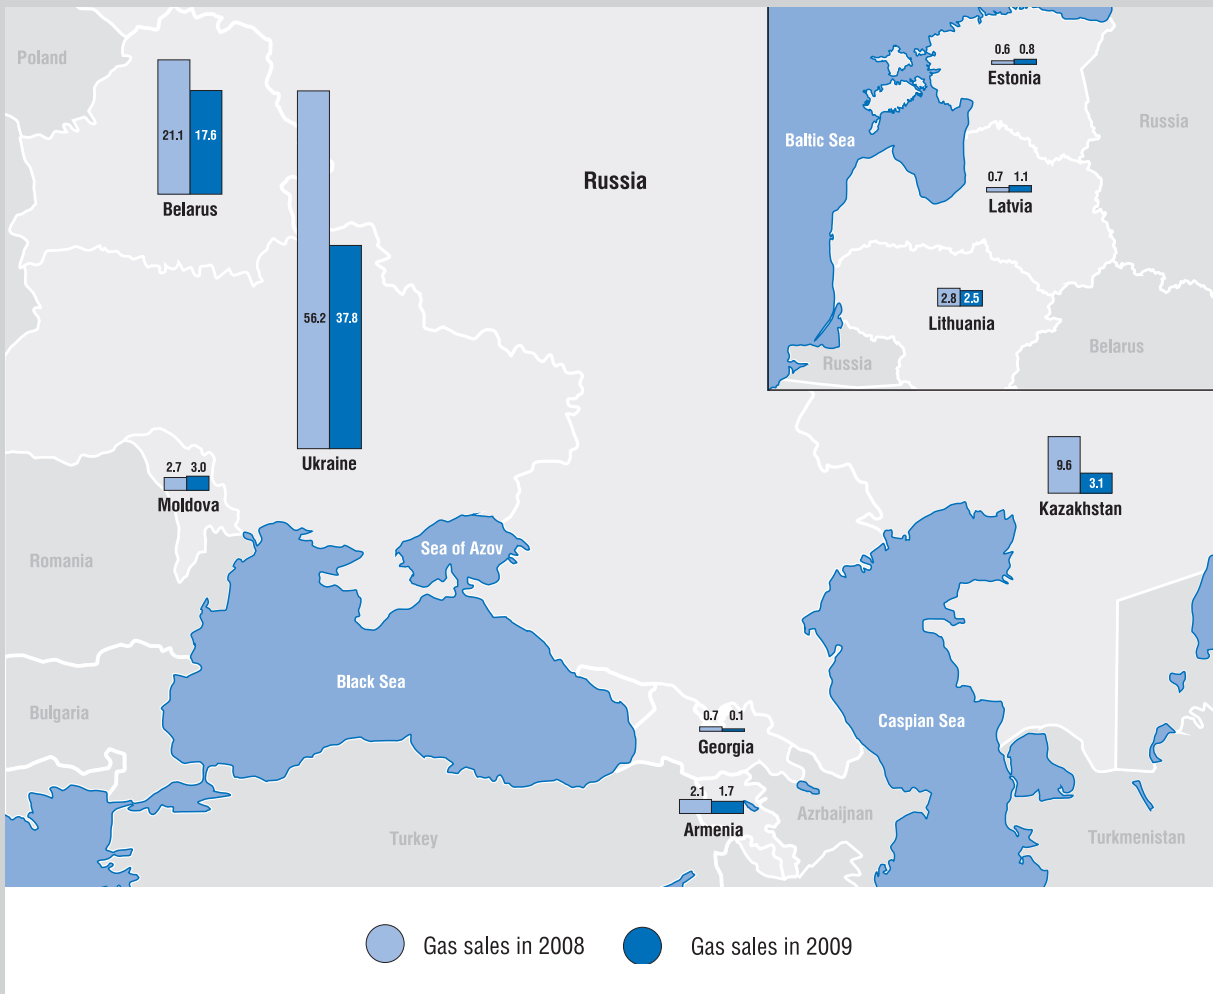 Poland
21.1 17.6
Belarus
56.2 37.8
Ukraine
Russia
0.6 0.8
Estonia
Russia
Baltic Sea
0.7 1.1
Latvia
2.8 2.5
Lithuania
Belarus
Russia
2.7 3.0
Moldova
9.6
3.1
Kazakhstan
Romania
Sea of Azov
Black Sea
Bulgaria
0.7 0.1
Georgia
Caspian Sea
2.1 1.7
Armenia
Azrbaijnan
Turkey
Turkmenistan
Gas sales in 2008
Gas sales in 2009